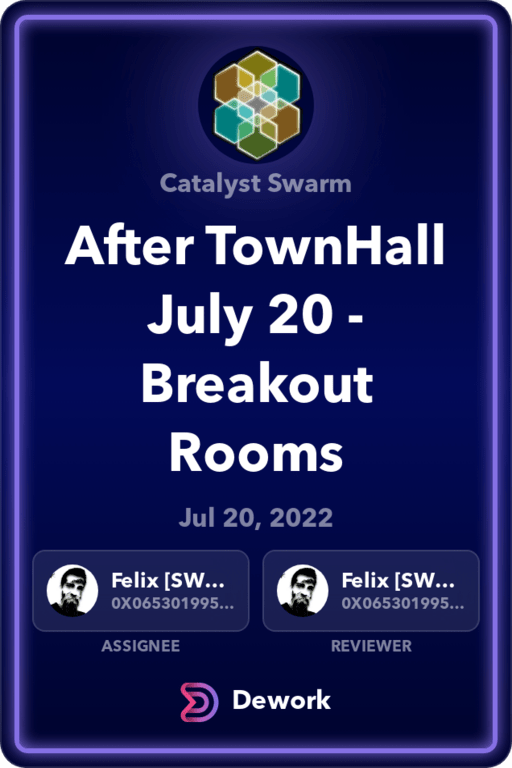 Catalyst Swarm
After TownHall
July 20 -
Breakout
Rooms
Jul 20, 2022
Felix [SW...
0X065301995...
Felix [SW...
0X065301995...
ASSIGNEE
REVIEWER
Dework